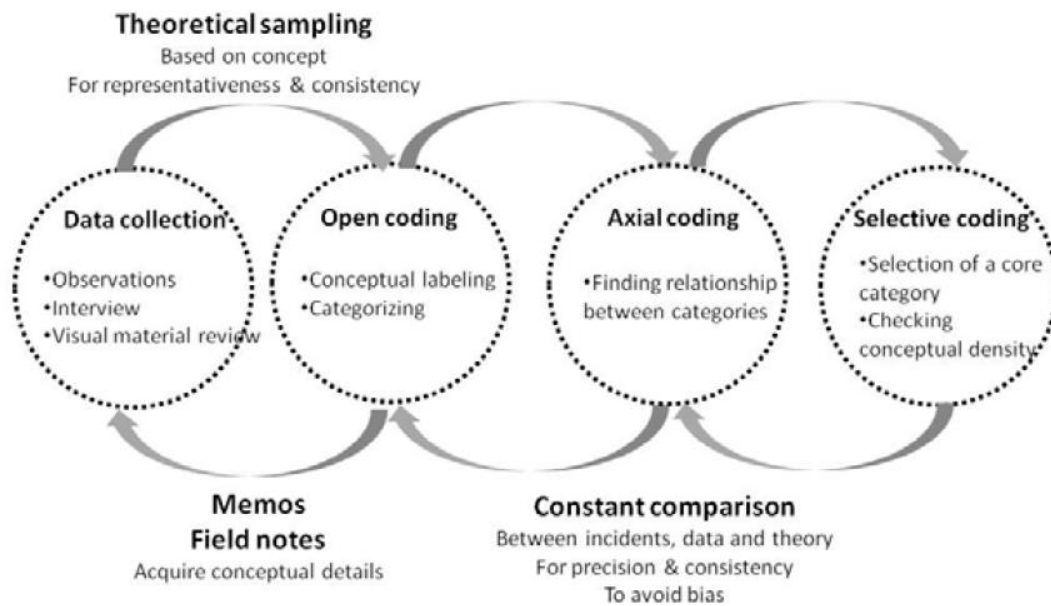 Theoretical sampling
Based on concept
For representativeness & consistency
Data collection
•Observations
•Interview
•Visual material review
Open coding
•Conceptual labeling
•Categorizing
Axial coding
•Finding relationship
between categories
Selective coding
•Selection of a core
category
•Checking
conceptual density
Memos
Field notes
Acquire conceptual details
Constant comparison
Between incidents, data and theory
For precision & consistency
To avoid bias